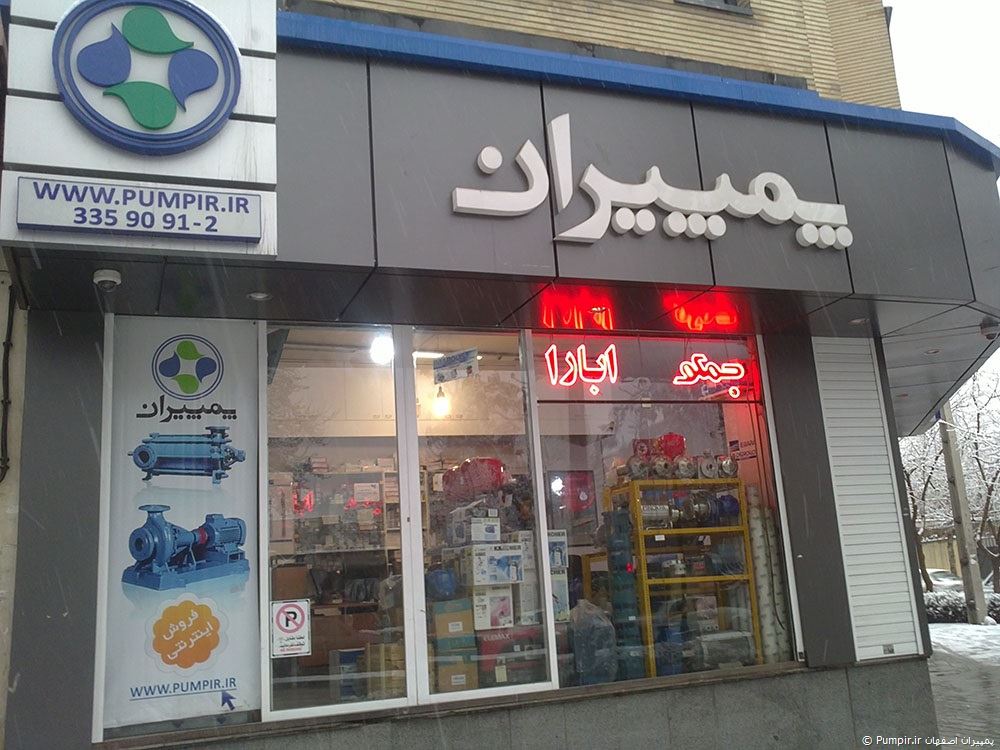 WWW.PUMPIR.IR
335 90 91-2
پمپیران
جمکو ابارا
پمپیران
فروش
اینترنتی
WWW.PUMPIR.IR
P
© Pumpir.ir پمپیران اصفهان